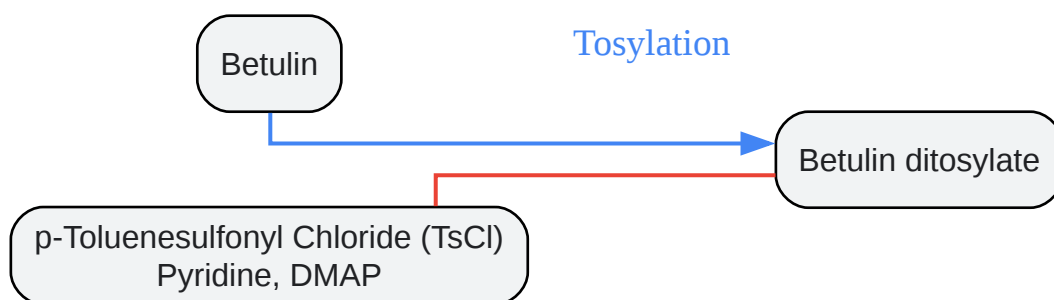 Tosylation
Betulin
Betulin ditosylate
p-Toluenesulfonyl Chloride (TsCl)
Pyridine, DMAP